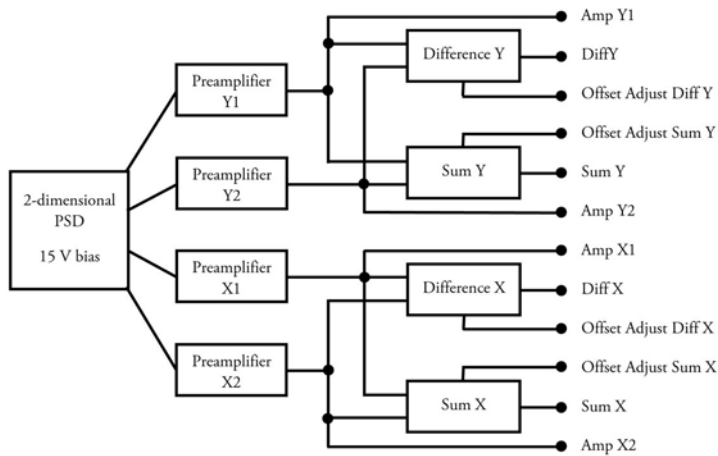 Amp Y1
Difference Y
DiffY
Preamplifier
Y1
Offset Adjust Diff Y
Offset Adjust Sum Y
Sum Y
Sum Y
Preamplifier
Y2
2-dimensional
PSD
15 V bias
Amp Y2
Amp X1
Preamplifier
X1
Difference X
Diff X
Offset Adjust Diff X
Preamplifier
X2
Offset Adjust Sum X
Sum X
Sum X
Amp X2